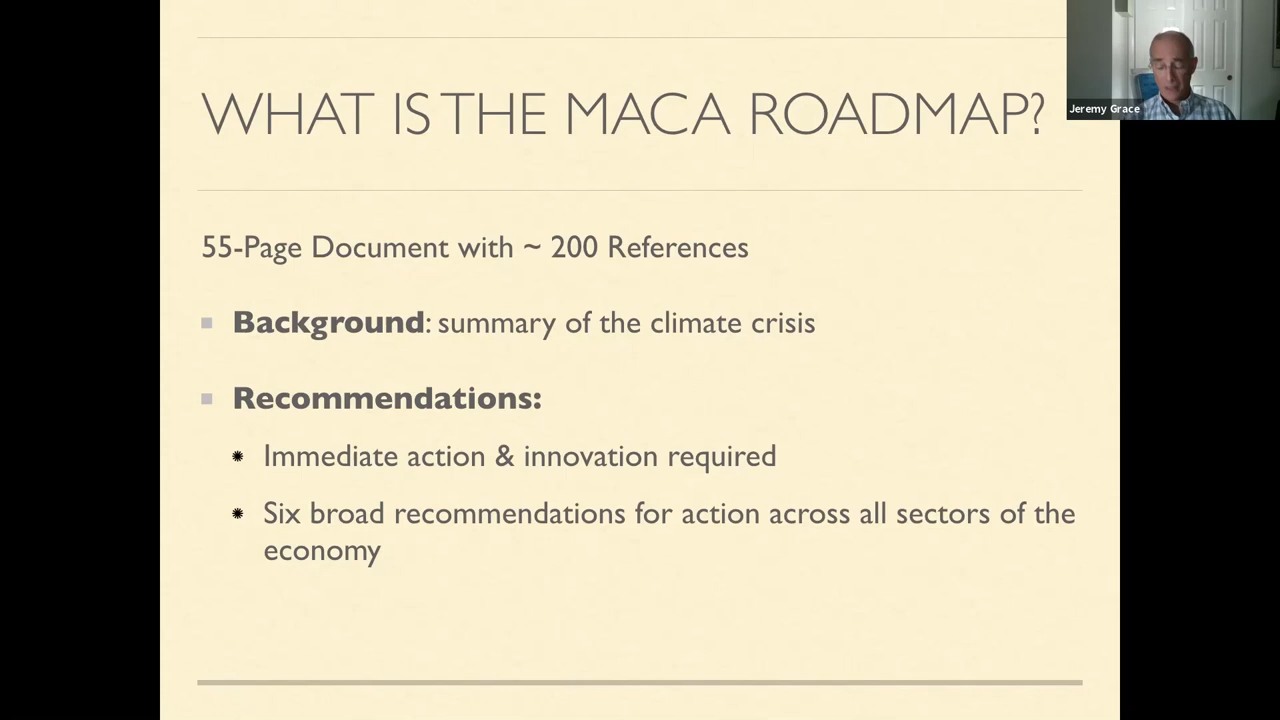 WHAT IS THE MACA ROADMAP?
Jeremy Grace
55-Page Document with ~ 200 References
Background: summary of the climate crisis
Recommendations:
Immediate action & innovation required
Six broad recommendations for action across all sectors of the
economy